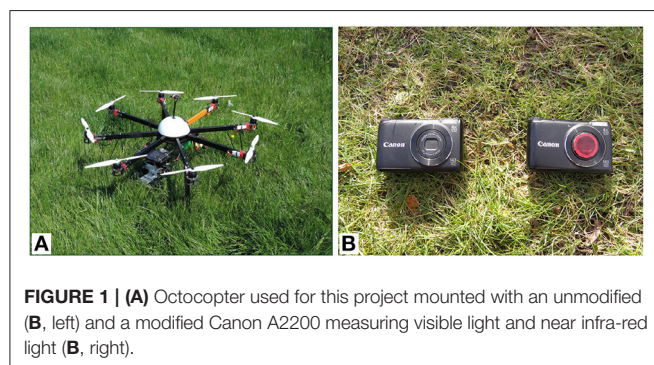 A
B
Canon
Canon
FIGURE 1 | (A) Octocopter used for this project mounted with an unmodified
(B, left) and a modified Canon A2200 measuring visible light and near infra-red
light (B, right).